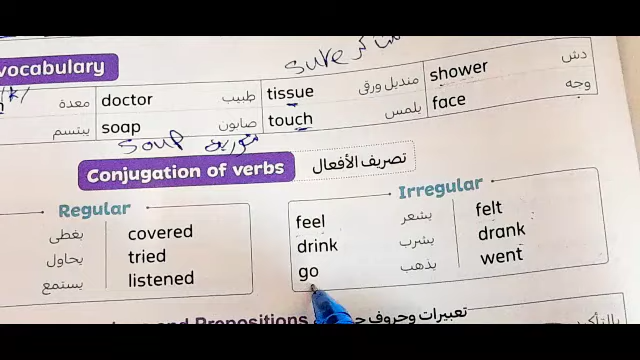 vocabulary
sure
معدة doctor طبيب tissue منديل ورق shower دش
يبتسم soap صابون touch يلمس face وجه
soup
Conjugation of verbs تصريف الأفعال
Regular
يغطى covered
يحاول tried
يستمع listened
Irregular
feel يشعر felt
drink يشرب drank
go يذهب went
and Prepositions تعبيرات وحروف